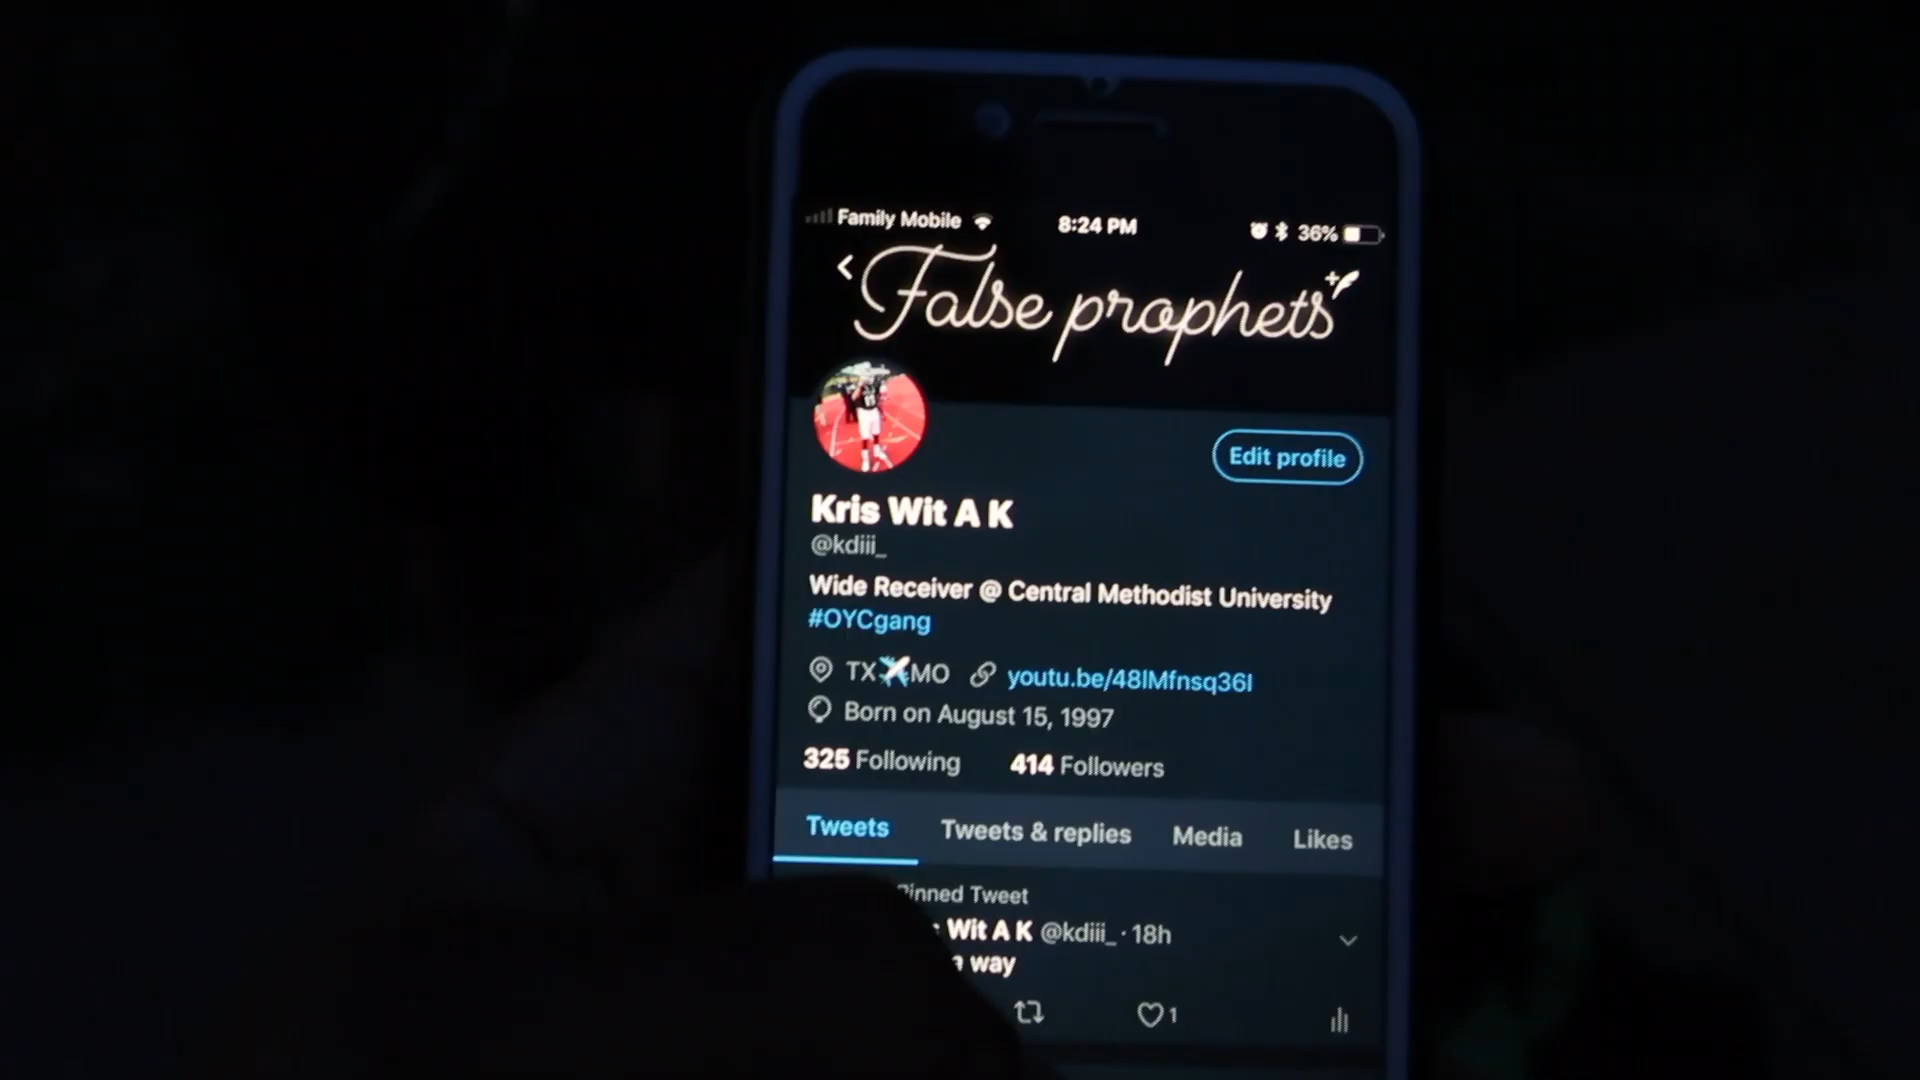 Family Mobile 8:24 PM 36%
False prophets
Edit profile
Kris Wit A K
@kdiii_
Wide Receiver @ Central Methodist University
#OYCgang
TX✈️MO youtu.be/48lMfnsq36I
Born on August 15, 1997
325 Following 414 Followers
Tweets Tweets & replies Media Likes
Pinned Tweet
Wit A K @kdiii_ · 18h
way
1